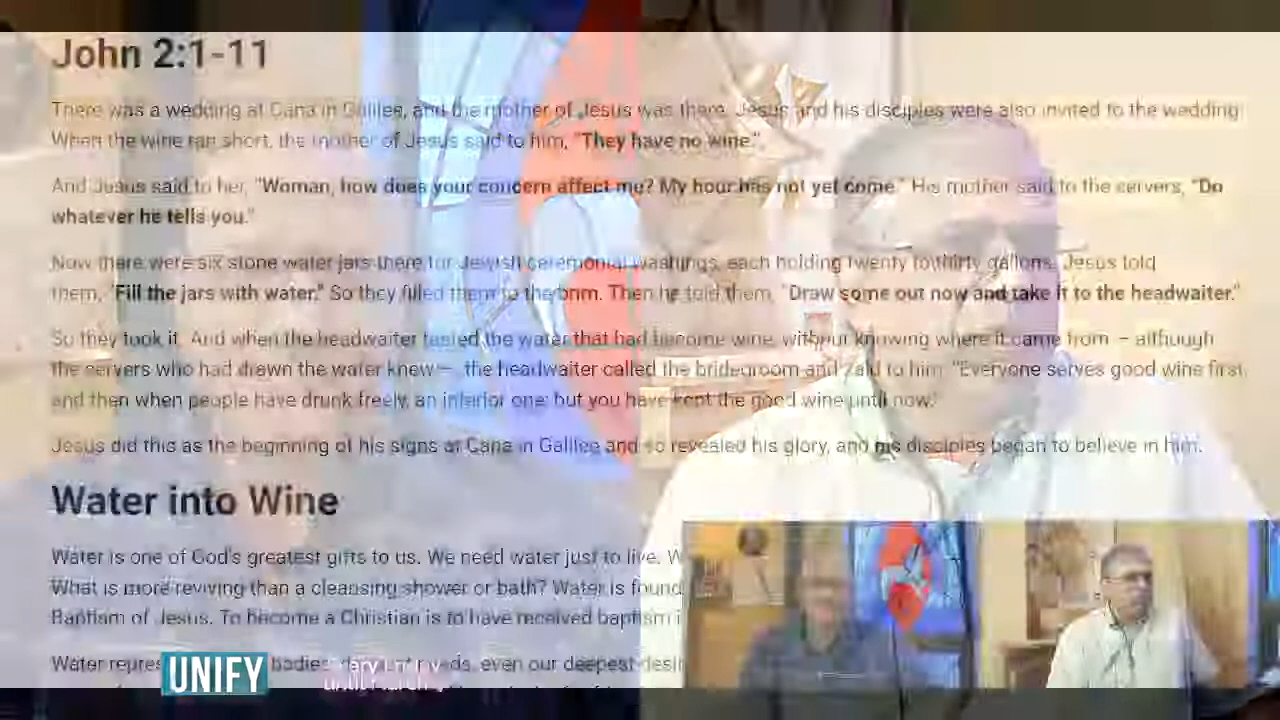 John 2:1-11
There was a wedding at Cana in Galilee, and the mother of Jesus was there. Jesus and his disciples were also invited to the wedding.
When the wine ran short, the mother of Jesus said to him, "They have no wine."
And Jesus said to her, "Woman, how does your concern affect me? My hour has not yet come." His mother said to the servers, "Do
whatever he tells you."
Now there were six stone water jars there for Jewish ceremonial washings, each holding twenty to thirty gallons. Jesus told
them, "Fill the jars with water." So they filled them to the brim. Then he told them, "Draw some out now and take it to the headwaiter."
So they took it. And when the headwaiter tasted the water that had become wine, without knowing where it came from — although
the servers who had drawn the water knew —, the headwaiter called the bridegroom and said to him, "Everyone serves good wine first,
and then when people have drunk freely, an inferior one; but you have kept the good wine until now."
Jesus did this as the beginning of his signs at Cana in Galilee and so revealed his glory, and his disciples began to believe in him.
Water into Wine
Water is one of God's greatest gifts to us. We need water just to live. W
What is more reviving than a cleansing shower or bath? Water is found
Baptism of Jesus. To become a Christian is to have received baptism i
Water repres bodies' needs, even our deepest desir
UNIFY